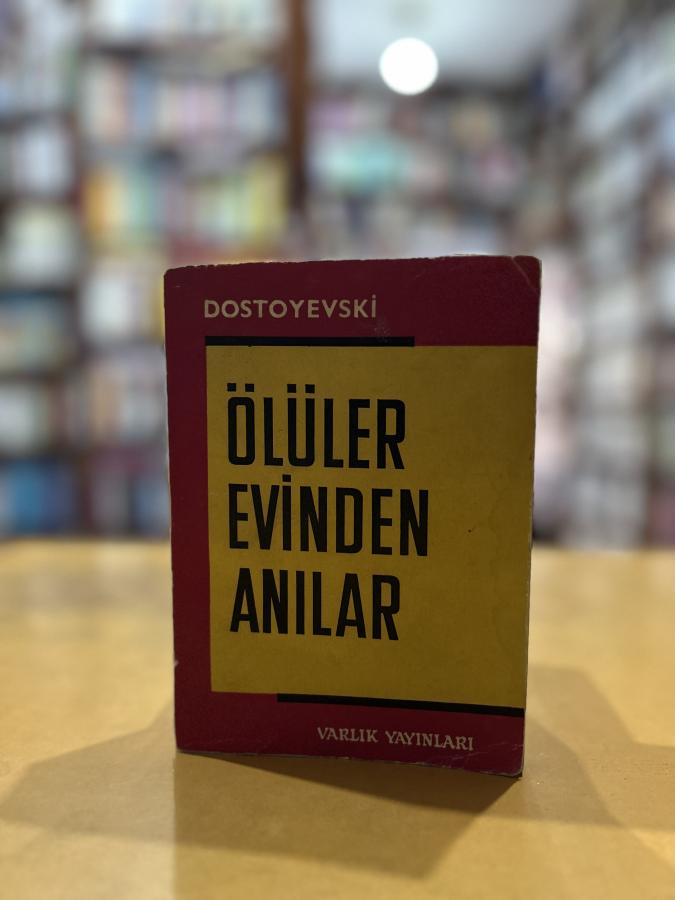 DOSTOYEVSKİ
ÖLÜLER
EVİNDEN
ANILAR
VARLIK YAYINLARI